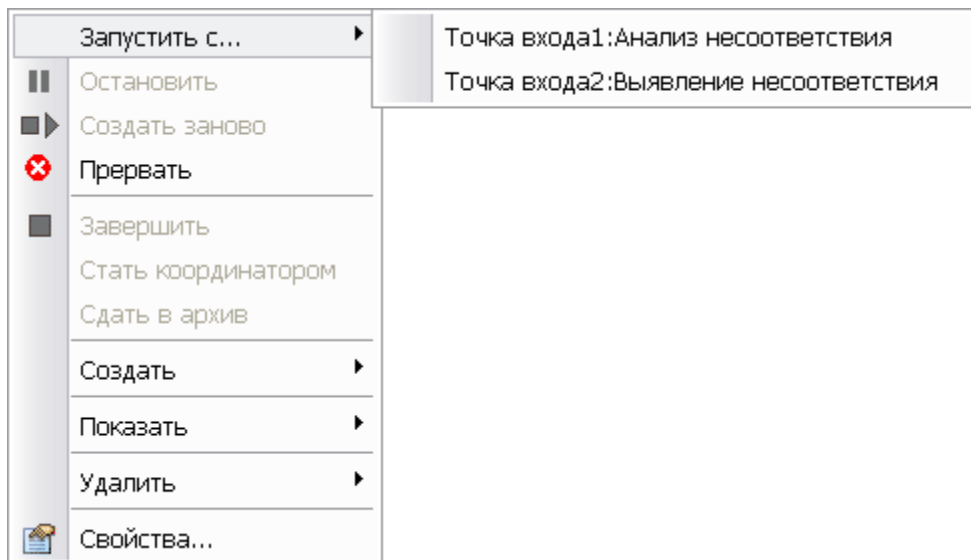 Запустить с...
Точка входа1:Анализ несоответствия
Точка входа2:Выявление несоответствия
Остановить
Создать заново
Прервать
Завершить
Стать координатором
Сдать в архив
Создать
Показать
Удалить
Свойства...